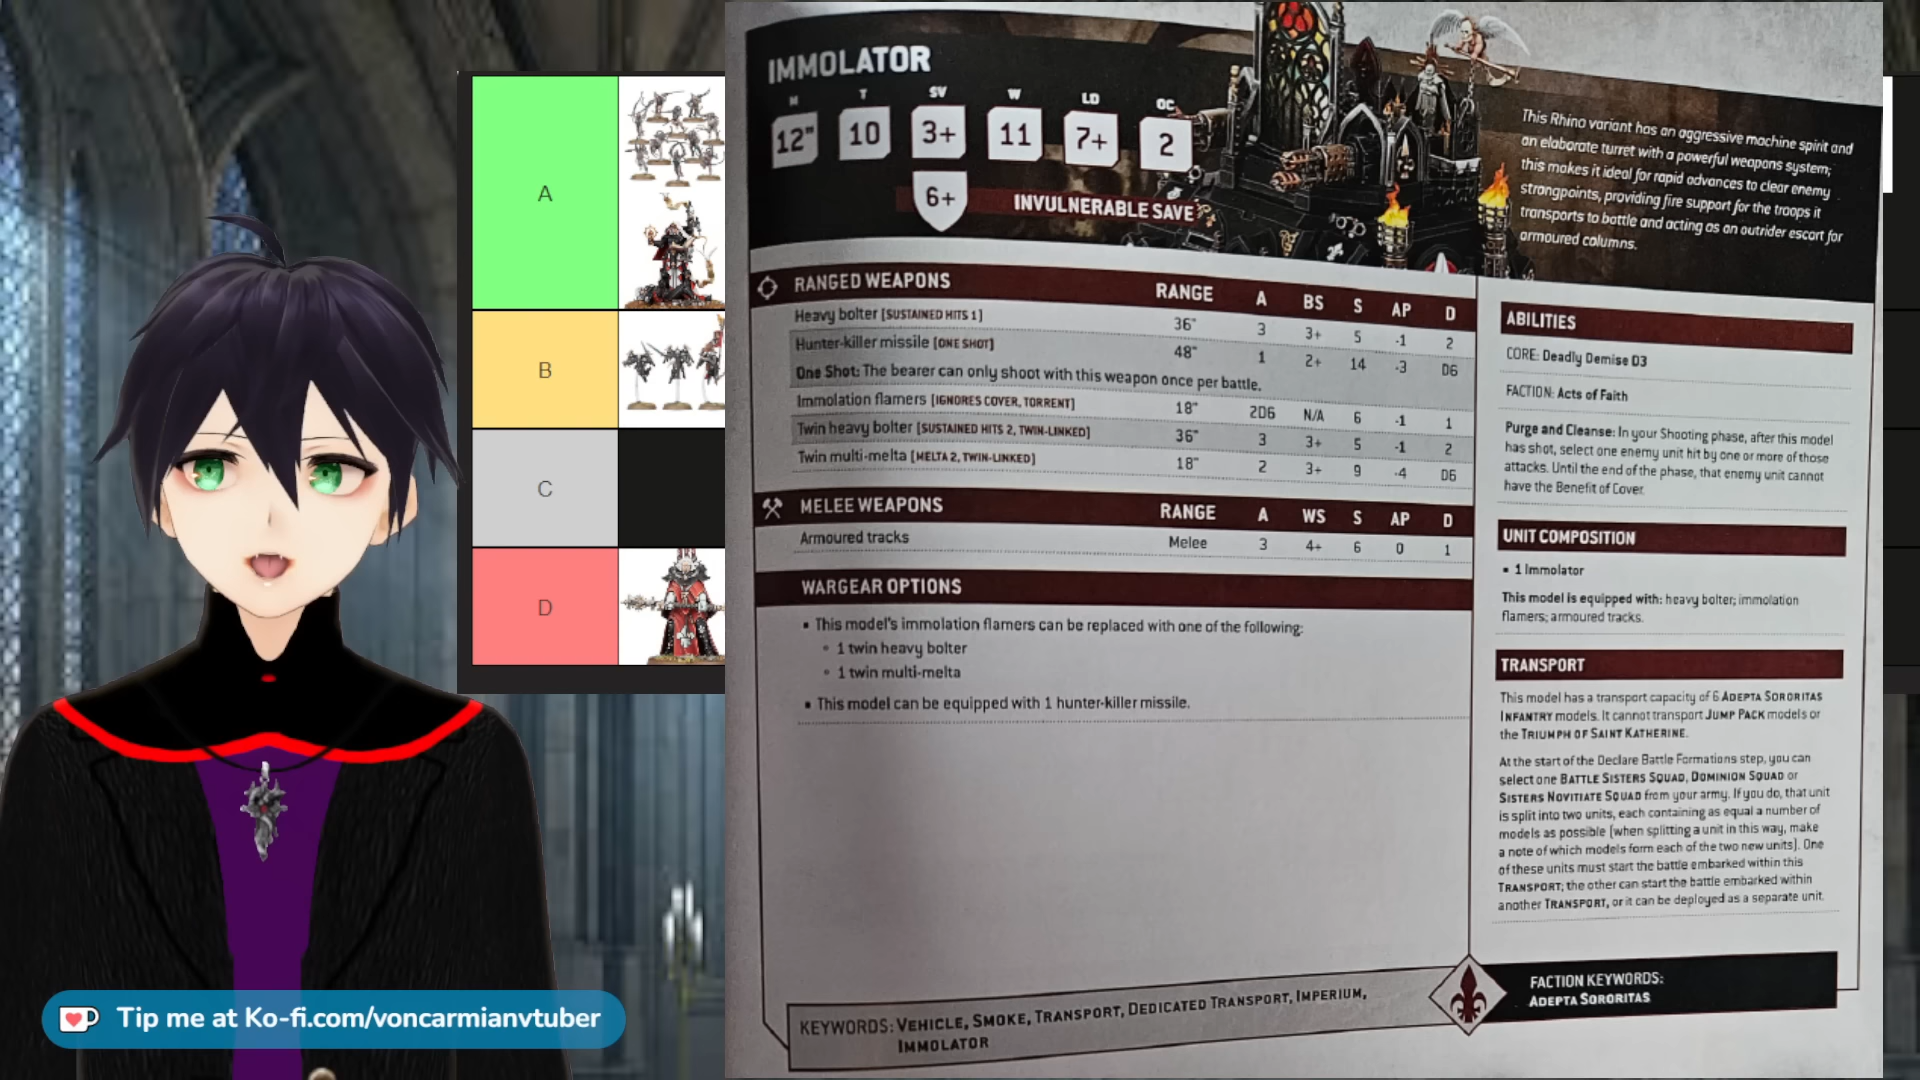 A
B
C
D
Tip me at Ko-fi.com/voncarmianvtuber
IMMOLATOR
M T SV W LD OC
12" 10 3+ 11 7+ 2
6+ INVULNERABLE SAVE
This Rhino variant has an aggressive machine spirit and
an elaborate turret with a powerful weapons system;
this makes it ideal for rapid advances to clear enemy
strongpoints, providing fire support for the troops it
transports to battle and acting as an outrider escort for
armoured columns.
RANGED WEAPONS RANGE A BS S AP D
Heavy bolter [SUSTAINED HITS 1] 36" 3 3+ 5 -1 2
Hunter-killer missile [ONE SHOT] 48" 1 2+ 14 -3 D6
One Shot: The bearer can only shoot with this weapon once per battle.
Immolation flamers [IGNORES COVER, TORRENT] 18" 2D6 N/A 6 -1 1
Twin heavy bolter [SUSTAINED HITS 2, TWIN-LINKED] 36" 3 3+ 5 -1 2
Twin multi-melta [MELTA 2, TWIN-LINKED] 18" 2 3+ 9 -4 D6
MELEE WEAPONS RANGE A WS S AP D
Armoured tracks Melee 3 4+ 6 0 1
WARGEAR OPTIONS
▪ This model's immolation flamers can be replaced with one of the following:
◦ 1 twin heavy bolter
◦ 1 twin multi-melta
▪ This model can be equipped with 1 hunter-killer missile.
ABILITIES
CORE: Deadly Demise D3
FACTION: Acts of Faith
Purge and Cleanse: In your Shooting phase, after this model
has shot, select one enemy unit hit by one or more of those
attacks. Until the end of the phase, that enemy unit cannot
have the Benefit of Cover.
UNIT COMPOSITION
▪ 1 Immolator
This model is equipped with: heavy bolter; immolation
flamers; armoured tracks.
TRANSPORT
This model has a transport capacity of 6 ADEPTA SORORITAS
INFANTRY models. It cannot transport JUMP PACK models or
the TRIUMPH OF SAINT KATHERINE.
At the start of the Declare Battle Formations step, you can
select one BATTLE SISTERS SQUAD, DOMINION SQUAD or
SISTERS NOVITIATE SQUAD from your army. If you do, that unit
is split into two units, each containing as equal a number of
models as possible (when splitting a unit in this way, make
a note of which models form each of the two new units). One
of these units must start the battle embarked within this
TRANSPORT; the other can start the battle embarked within
another TRANSPORT, or it can be deployed as a separate unit.
KEYWORDS: VEHICLE, SMOKE, TRANSPORT, DEDICATED TRANSPORT, IMPERIUM,
IMMOLATOR
FACTION KEYWORDS:
ADEPTA SORORITAS